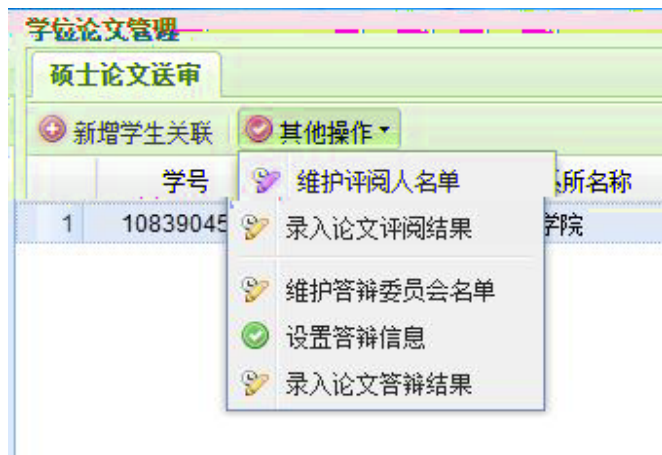 学位论文管理
硕士论文送审
新增学生关联 其他操作
学号 所名称
1 10839045 学院
维护评阅人名单
录入论文评阅结果
维护答辩委员会名单
设置答辩信息
录入论文答辩结果